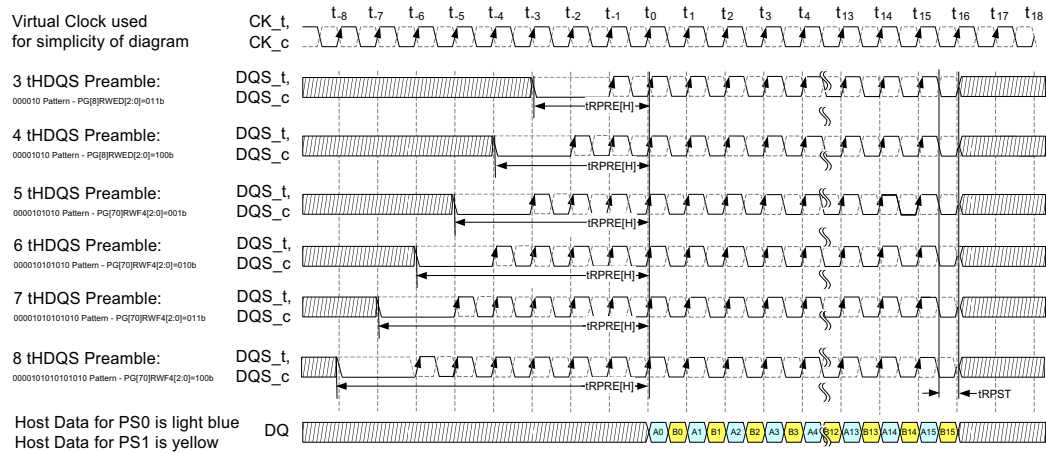 Virtual Clock used
for simplicity of diagram
CK_t,
CK_c
t-8 t-7 t-6 t-5 t-4 t-3 t-2 t-1 t0 t1 t2 t3 t4 t13 t14 t15 t16 t17 t18
3 tHDQS Preamble:
000010 Pattern - PG[8]RWED[2:0]=011b
DQS_t,
DQS_c
tRPRE[H]
4 tHDQS Preamble:
00001010 Pattern - PG[8]RWED[2:0]=100b
DQS_t,
DQS_c
tRPRE[H]
5 tHDQS Preamble:
0000101010 Pattern - PG[70]RWF4[2:0]=001b
DQS_t,
DQS_c
tRPRE[H]
6 tHDQS Preamble:
000010101010 Pattern - PG[70]RWF4[2:0]=010b
DQS_t,
DQS_c
tRPRE[H]
7 tHDQS Preamble:
00001010101010 Pattern - PG[70]RWF4[2:0]=011b
DQS_t,
DQS_c
tRPRE[H]
8 tHDQS Preamble:
0000101010101010 Pattern - PG[70]RWF4[2:0]=100b
DQS_t,
DQS_c
tRPRE[H]
tRPST
Host Data for PS0 is light blue
Host Data for PS1 is yellow
DQ
A0 B0 A1 B1 A2 B2 A3 B3 A4 B12 A13 B13 A14 B14 A15 B15